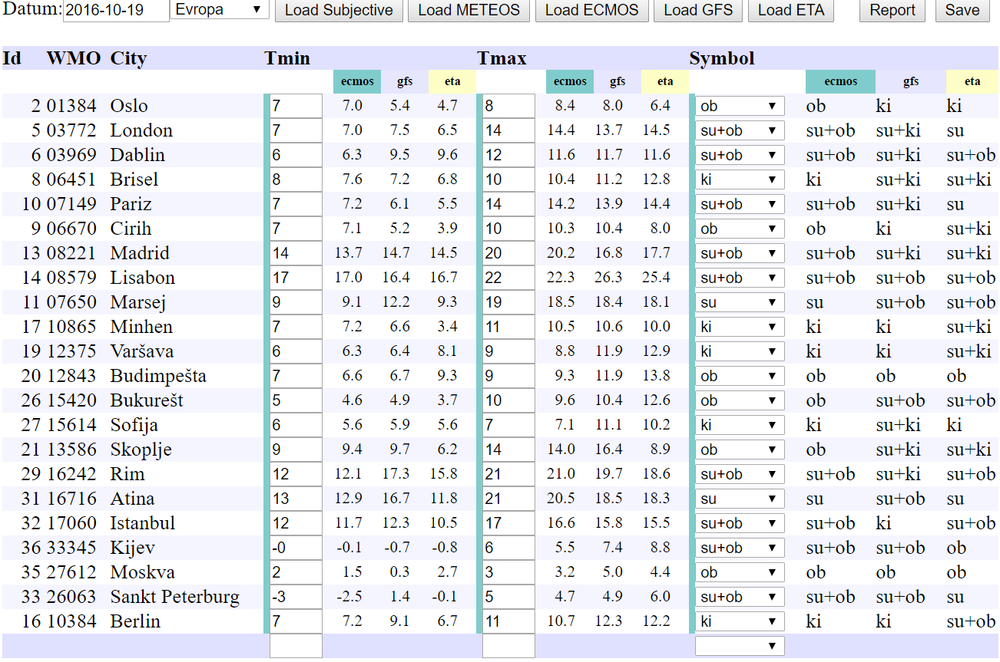 Datum: 2016-10-19 Evropa ▼ Load Subjective Load METEOS Load ECMOS Load GFS Load ETA Report Save
Id WMO City Tmin Tmax Symbol
ecmos gfs eta ecmos gfs eta ecmos gfs eta
2 01384 Oslo 7 7.0 5.4 4.7 8 8.4 8.0 6.4 ob ▼ ob ki ki
5 03772 London 7 7.0 7.5 6.5 14 14.4 13.7 14.5 su+ob ▼ su+ob su+ki su
6 03969 Dablin 6 6.3 9.5 9.6 12 11.6 11.7 11.6 su+ob ▼ su+ob su+ki su+ob
8 06451 Brisel 8 7.6 7.2 6.8 10 10.4 11.2 12.8 ki ▼ ki su+ki su+ki
10 07149 Pariz 7 7.2 6.1 5.5 14 14.2 13.9 14.4 su+ob ▼ su+ob su+ki su
9 06670 Cirih 7 7.1 5.2 3.9 10 10.3 10.4 8.0 ob ▼ ob ki su+ki
13 08221 Madrid 14 13.7 14.7 14.5 20 20.2 16.8 17.7 su+ob ▼ su+ob su+ki su+ki
14 08579 Lisabon 17 17.0 16.4 16.7 22 22.3 26.3 25.4 su+ob ▼ su+ob su+ob su+ob
11 07650 Marsej 9 9.1 12.2 9.3 19 18.5 18.4 18.1 su ▼ su su+ob su+ob
17 10865 Minhen 7 7.2 6.6 3.4 11 10.5 10.6 10.0 ki ▼ ki ki su+ki
19 12375 Varšava 6 6.3 6.4 8.1 9 8.8 11.9 12.9 ki ▼ ki ki su+ki
20 12843 Budimpešta 7 6.6 6.7 9.3 9 9.3 11.9 13.8 ob ▼ ob ob ob
26 15420 Bukurešt 5 4.6 4.9 3.7 10 9.6 10.4 12.6 ob ▼ ob su+ob su+ob
27 15614 Sofija 6 5.6 5.9 5.6 7 7.1 11.1 10.2 ki ▼ ki su+ki ki
21 13586 Skoplje 9 9.4 9.7 6.2 14 14.0 16.4 8.9 ob ▼ ob su+ki su+ki
29 16242 Rim 12 12.1 17.3 15.8 21 21.0 19.7 18.6 su+ob ▼ su+ob su+ki su+ob
31 16716 Atina 13 12.9 16.7 11.8 21 20.5 18.5 18.3 su ▼ su su+ob su
32 17060 Istanbul 12 11.7 12.3 10.5 17 16.6 15.8 15.5 su+ob ▼ su+ob ki su+ob
36 33345 Kijev -0 -0.1 -0.7 -0.8 6 5.5 7.4 8.8 su+ob ▼ su+ob su+ob ob
35 27612 Moskva 2 1.5 0.3 2.7 3 3.2 5.0 4.4 ob ▼ ob ob ob
33 26063 Sankt Peterburg -3 -2.5 1.4 -0.1 5 4.7 4.9 6.0 su+ob ▼ su+ob su+ob su
16 10384 Berlin 7 7.2 9.1 6.7 11 10.7 12.3 12.2 ki ▼ ki ki su+ob
▼